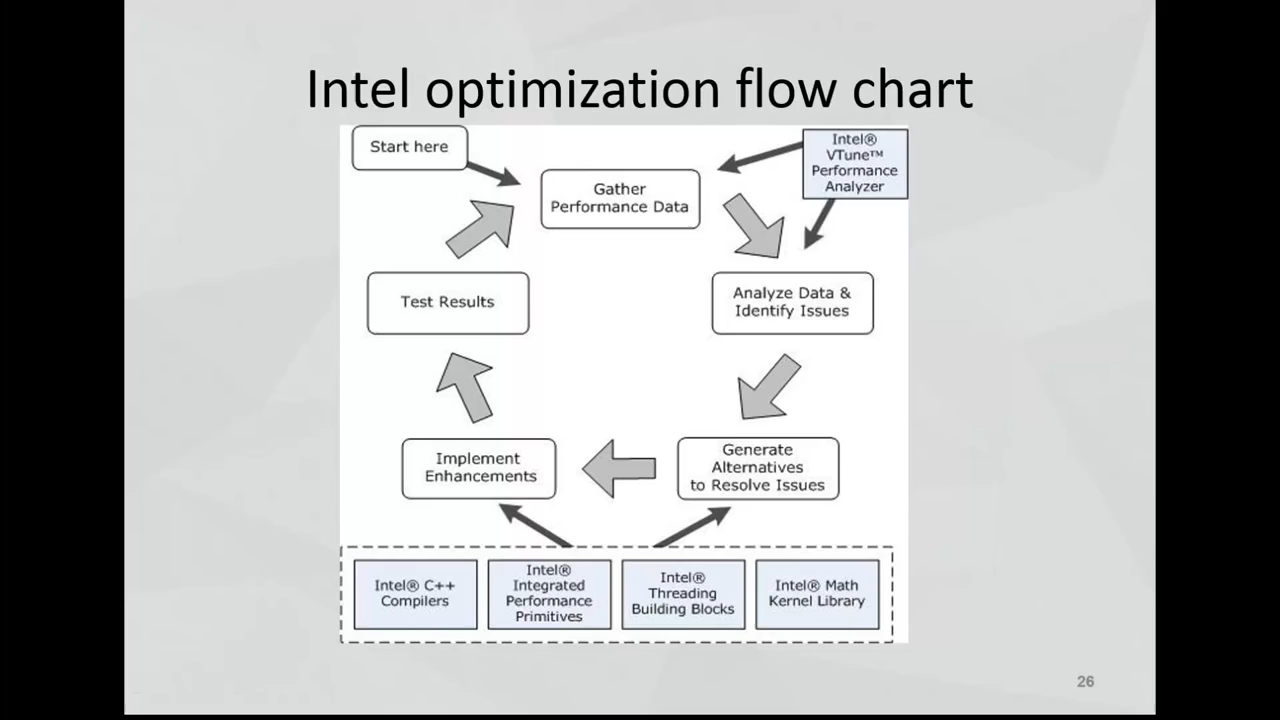 Intel optimization flow chart
Start here
Intel®
VTune™
Performance
Analyzer
Gather
Performance Data
Test Results
Analyze Data &
Identify Issues
Implement
Enhancements
Generate
Alternatives
to Resolve Issues
Intel® C++
Compilers
Intel®
Integrated
Performance
Primitives
Intel®
Threading
Building Blocks
Intel® Math
Kernel Library
26